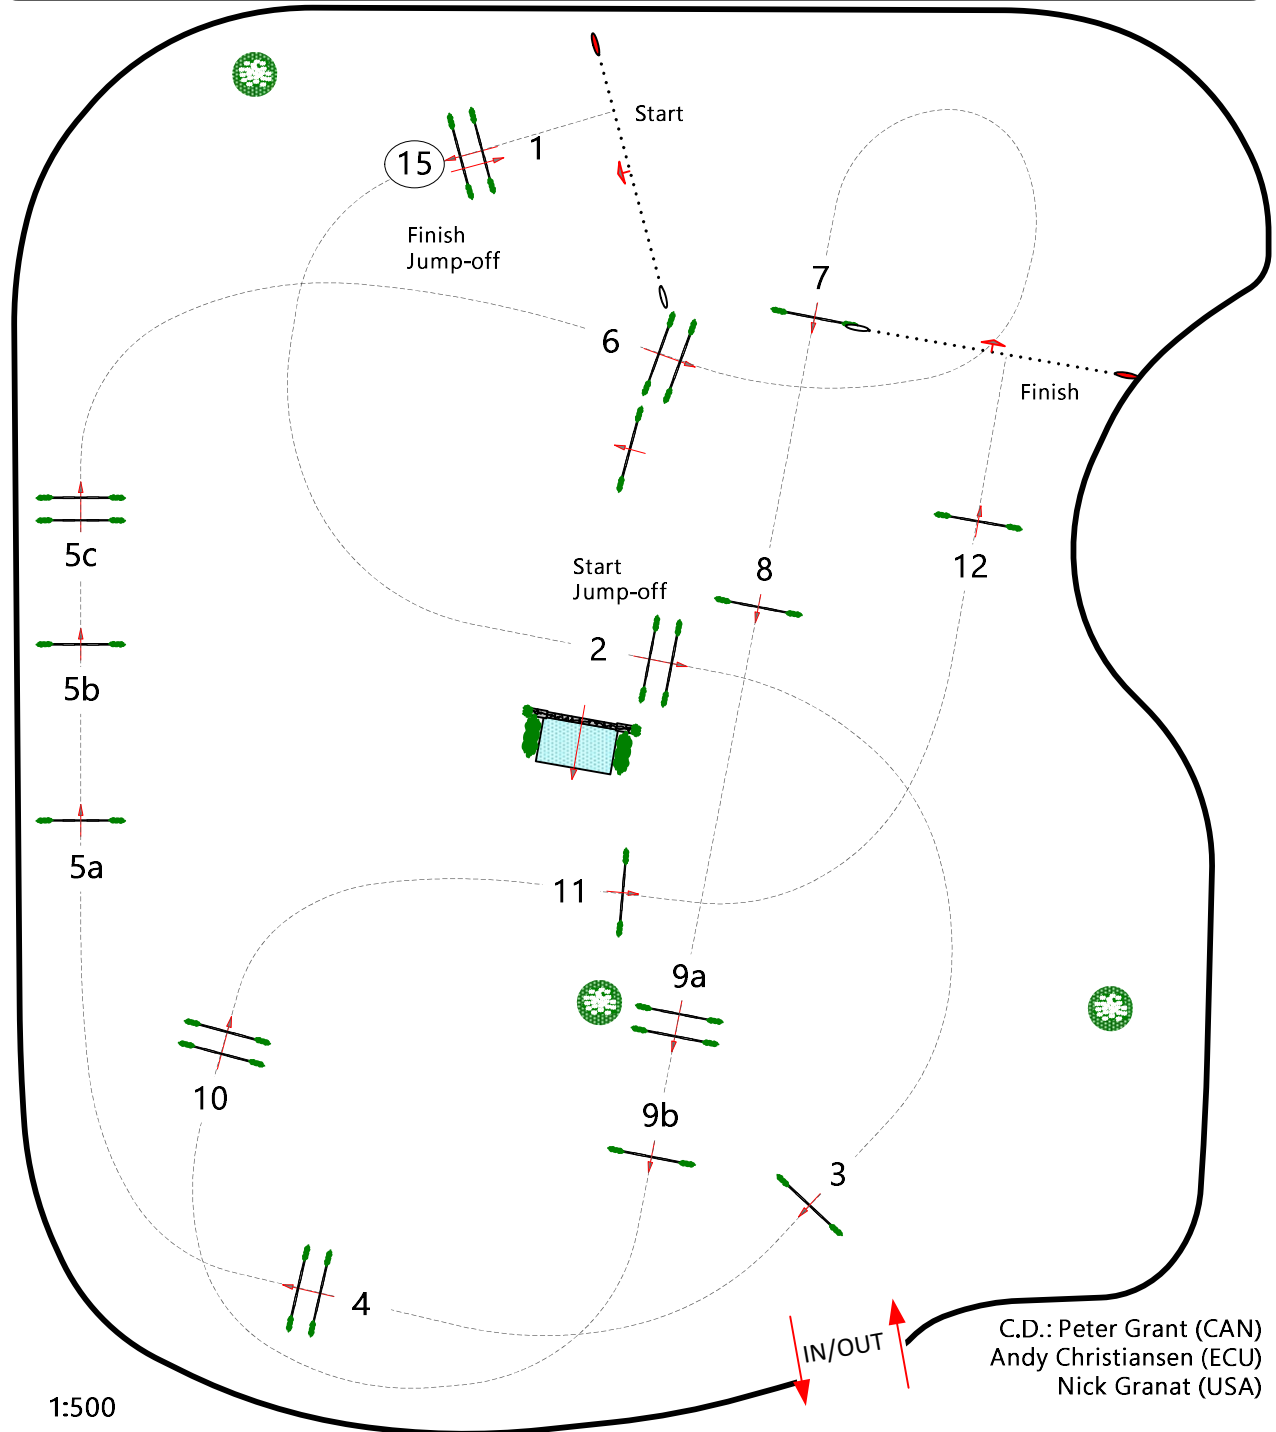 Start
1
15
Finish
Jump-off
7
6
Finish
5c
Start
Jump-off
8
12
2
5b
5a
11
9a
10
9b
3
4
C.D.: Peter Grant (CAN)
IN/OUT
Andy Christiansen (ECU)
Nick Granat (USA)
1:500